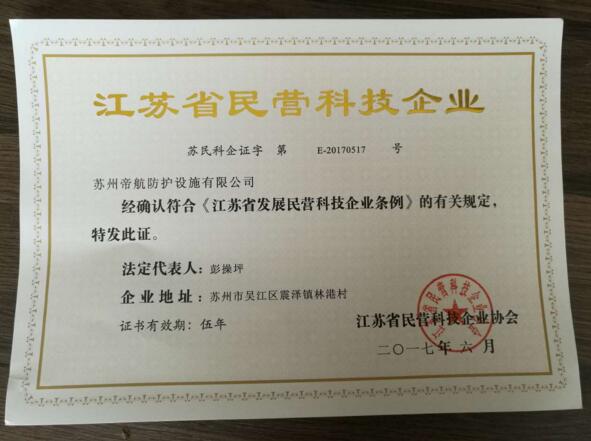 江苏省民营科技企业
苏民科企证字 第 E-20170517 号
苏州帝航防护设施有限公司
经确认符合《江苏省发展民营科技企业条例》的有关规定，
特发此证。
法定代表人：彭操坪
企业地址：苏州市吴江区震泽镇林港村
证书有效期：伍年
江苏省民营科技企业协会
二〇一七年六月